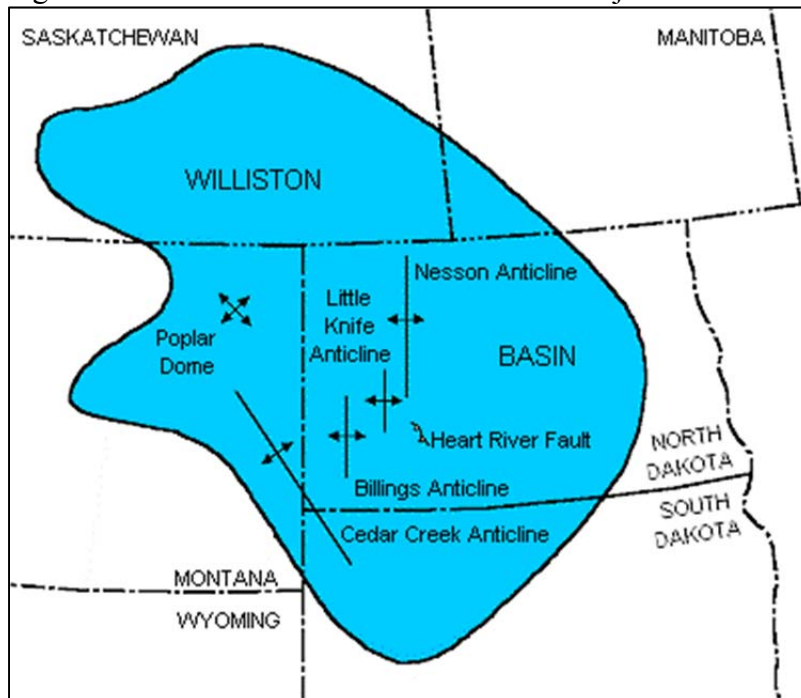 SASKATCHEWAN
MANITOBA
WILLISTON
Nesson Anticline
Little
Knife
Anticline
Poplar
Dome
BASIN
Heart River Fault
NORTH
DAKOTA
Billings Anticline
SOUTH
DAKOTA
Cedar Creek Anticline
MONTANA
WYOMING